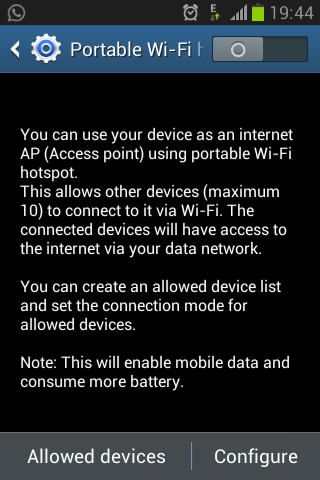 E
19:44
Portable Wi-Fi
You can use your device as an internet
AP (Access point) using portable Wi-Fi
hotspot.
This allows other devices (maximum
10) to connect to it via Wi-Fi. The
connected devices will have access to
the internet via your data network.
You can create an allowed device list
and set the connection mode for
allowed devices.
Note: This will enable mobile data and
consume more battery.
Allowed devices
Configure